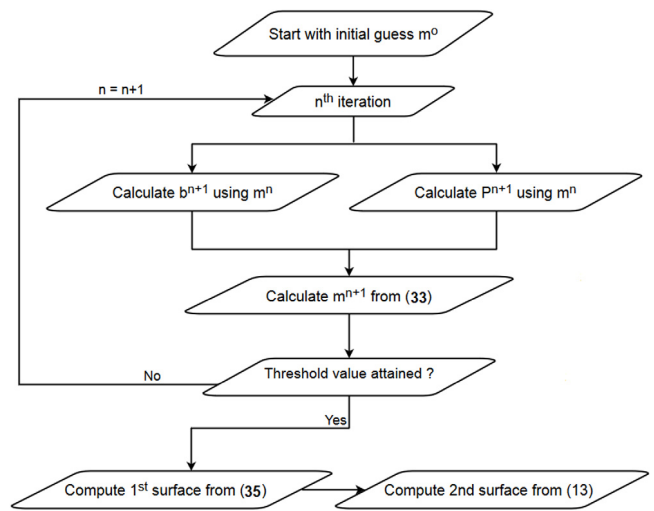 Start with initial guess mº
n = n+1
nᵗʰ iteration
Calculate bⁿ⁺¹ using mⁿ
Calculate Pⁿ⁺¹ using mⁿ
Calculate mⁿ⁺¹ from (33)
Threshold value attained ?
No
Yes
Compute 1ˢᵗ surface from (35)
Compute 2nd surface from (13)